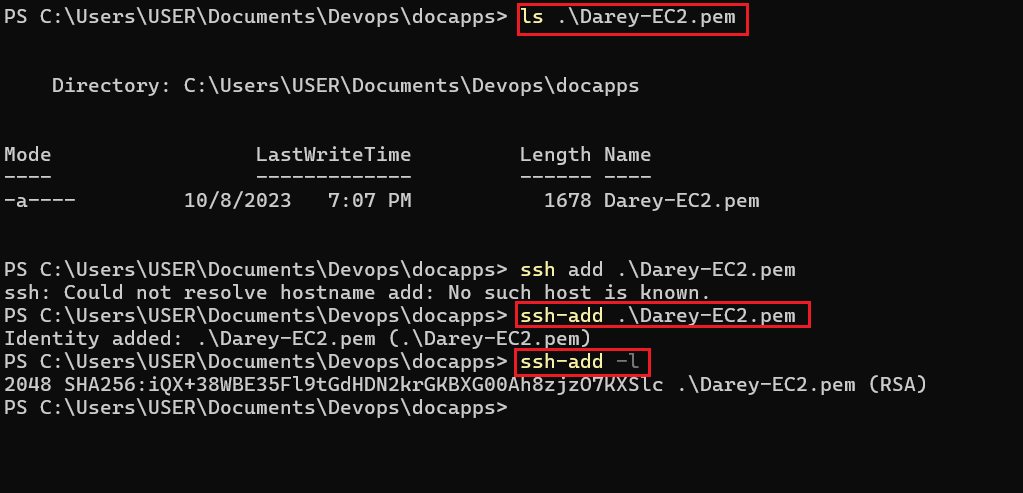 PS C:\Users\USER\Documents\Devops\docapps> ls .\Darey-EC2.pem
Directory: C:\Users\USER\Documents\Devops\docapps
Mode LastWriteTime Length Name
---- ------------- ------ ----
-a---- 10/8/2023 7:07 PM 1678 Darey-EC2.pem
PS C:\Users\USER\Documents\Devops\docapps> ssh add .\Darey-EC2.pem
ssh: Could not resolve hostname add: No such host is known.
PS C:\Users\USER\Documents\Devops\docapps> ssh-add .\Darey-EC2.pem
Identity added: .\Darey-EC2.pem (.\Darey-EC2.pem)
PS C:\Users\USER\Documents\Devops\docapps> ssh-add -l
2048 SHA256:iQX+38WBE35Fl9tGdHDN2krGKBXG00Ah8zjzO7KXSlc .\Darey-EC2.pem (RSA)
PS C:\Users\USER\Documents\Devops\docapps>